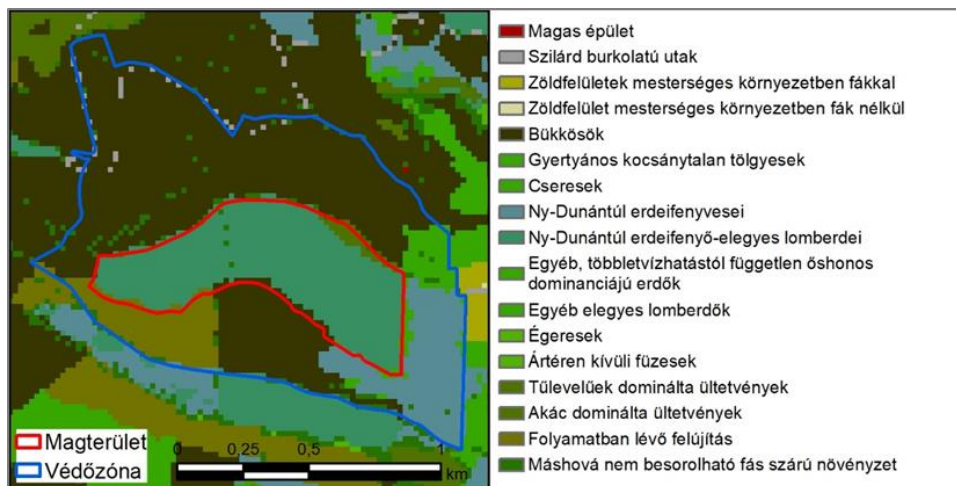 Magterület
Védőzóna
0 0,25 0,5 1
km
Magas épület
Szilárd burkolatú utak
Zöldfelületek mesterséges környezetben fákkal
Zöldfelület mesterséges környezetben fák nélkül
Bükkösök
Gyertyános kocsánytalan tölgyesek
Cseresek
Ny-Dunántúl erdeifenyvesei
Ny-Dunántúl erdeifenyő-elegyes lomberdei
Egyéb, többletvízhatástól független őshonos
dominanciájú erdők
Egyéb elegyes lomberdők
Égeresek
Ártéren kívüli füzesek
Tűlevelűek dominálta ültetvények
Akác dominálta ültetvények
Folyamatban lévő felújítás
Máshová nem besorolható fás szárú növényzet